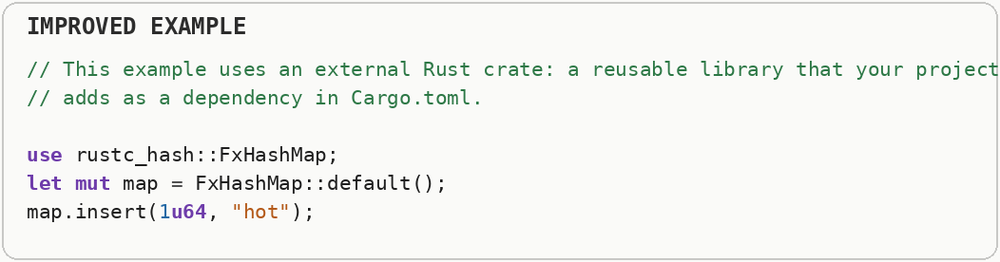 IMPROVED EXAMPLE
// This example uses an external Rust crate: a reusable library that your project
// adds as a dependency in Cargo.toml.
use rustc_hash::FxHashMap;
let mut map = FxHashMap::default();
map.insert(1u64, "hot");